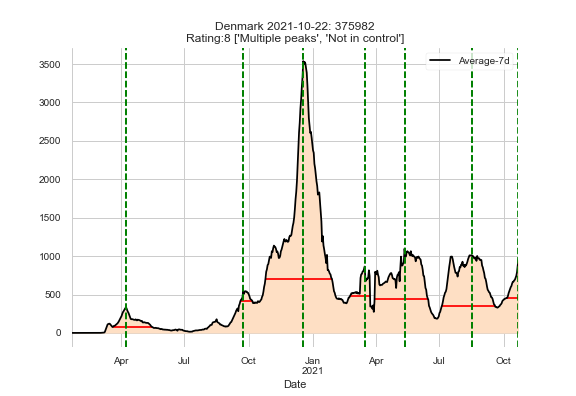 Denmark 2021-10-22: 375982
Rating:8 ['Multiple peaks', 'Not in control']
Average-7d
3500
3000
2500
2000
1500
1000
500
0
Apr
Jul
Oct
Jan
2021
Apr
Jul
Oct
Date